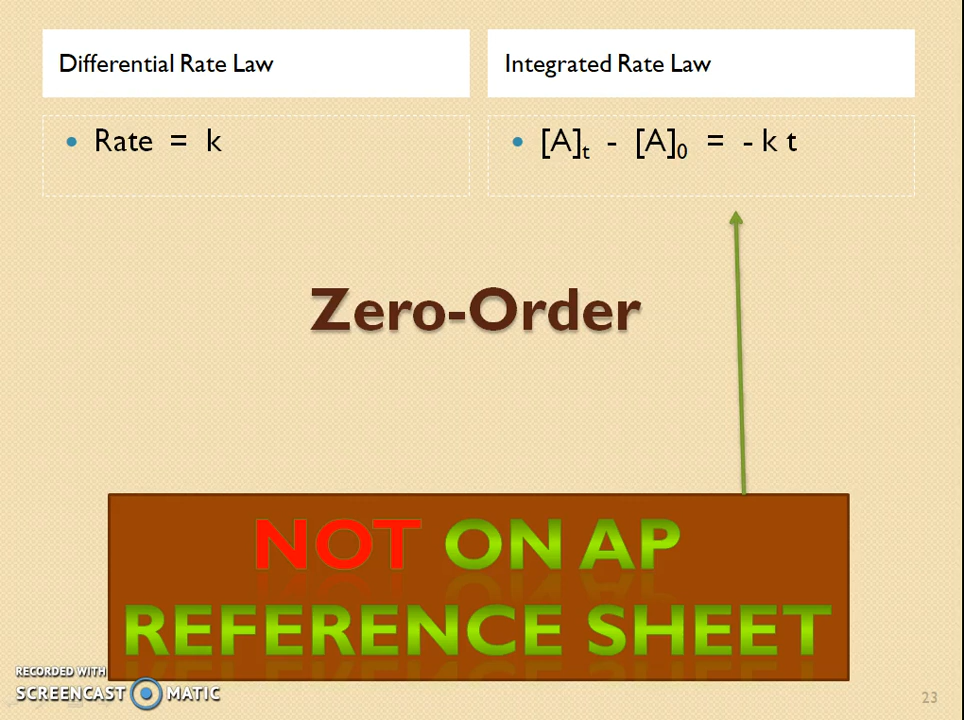 Differential Rate Law
Integrated Rate Law
• Rate = k
• [A]t - [A]0 = - k t
Zero-Order
NOT ON AP
REFERENCE SHEET
RECORDED WITH
SCREENCAST MATIC
23